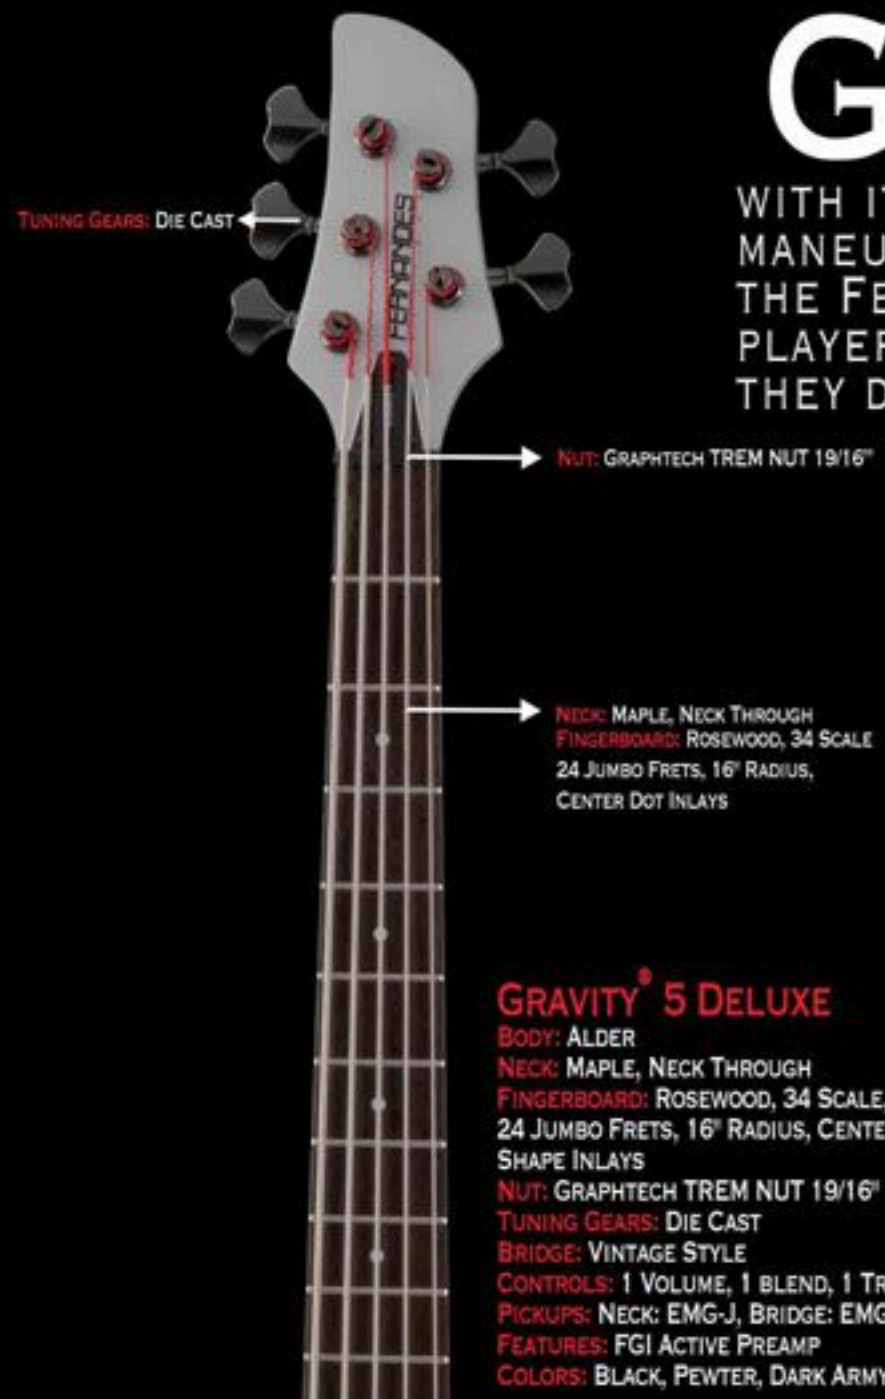 G
WITH I
MANEU
THE FE
PLAYER
THEY D
FERNANDES
TUNING GEARS: DIE CAST
NUT: GRAPHTECH TREM NUT 19/16"
NECK: MAPLE, NECK THROUGH
FINGERBOARD: ROSEWOOD, 34 SCALE
24 JUMBO FRETS, 16" RADIUS,
CENTER DOT INLAYS
GRAVITY® 5 DELUXE
BODY: ALDER
NECK: MAPLE, NECK THROUGH
FINGERBOARD: ROSEWOOD, 34 SCALE,
24 JUMBO FRETS, 16" RADIUS, CENTE
SHAPE INLAYS
NUT: GRAPHTECH TREM NUT 19/16"
TUNING GEARS: DIE CAST
BRIDGE: VINTAGE STYLE
CONTROLS: 1 VOLUME, 1 BLEND, 1 TR
PICKUPS: NECK: EMG-J, BRIDGE: EMG
FEATURES: FGI ACTIVE PREAMP
COLORS: BLACK, PEWTER, DARK ARMY